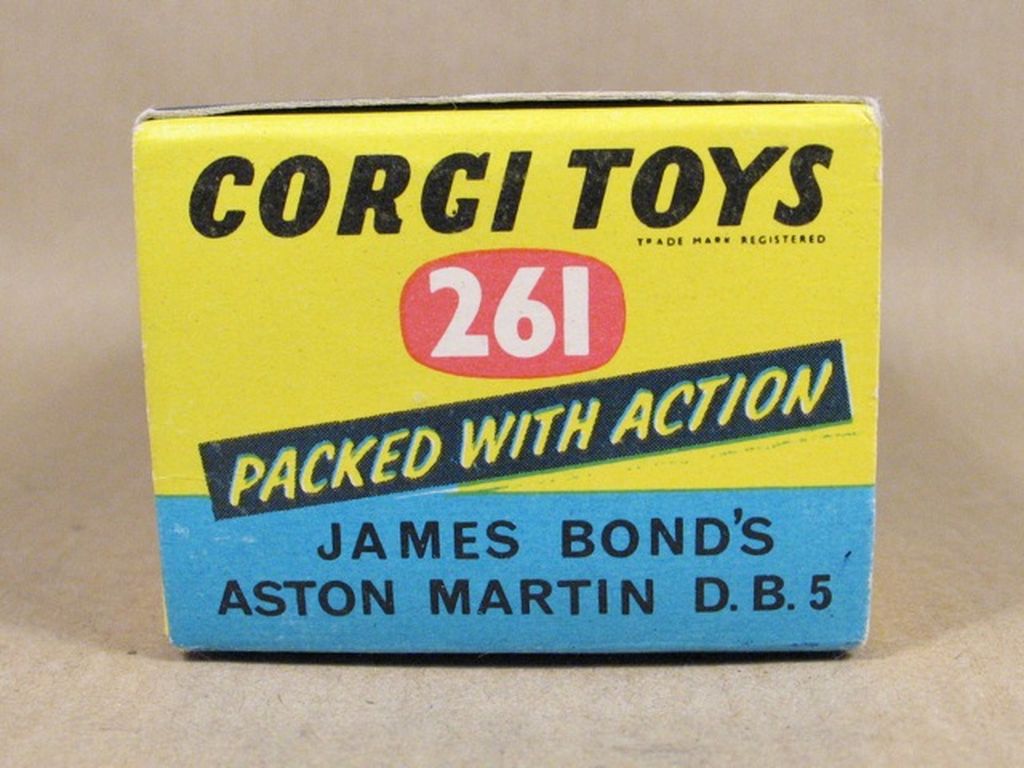 CORGI TOYS
TRADE MARK REGISTERED
261
PACKED WITH ACTION
JAMES BOND'S
ASTON MARTIN D.B.5